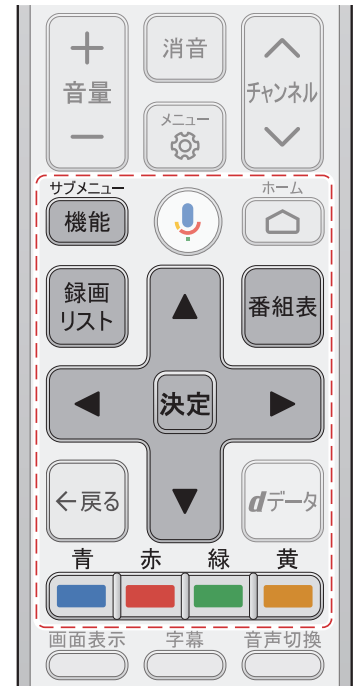 ＋
音量
－
消音
メニュー
チャンネル
サブメニュー
機能
ホーム
録画
リスト
番組表
決定
←戻る
dデータ
青 赤 緑 黄
画面表示 字幕 音声切換